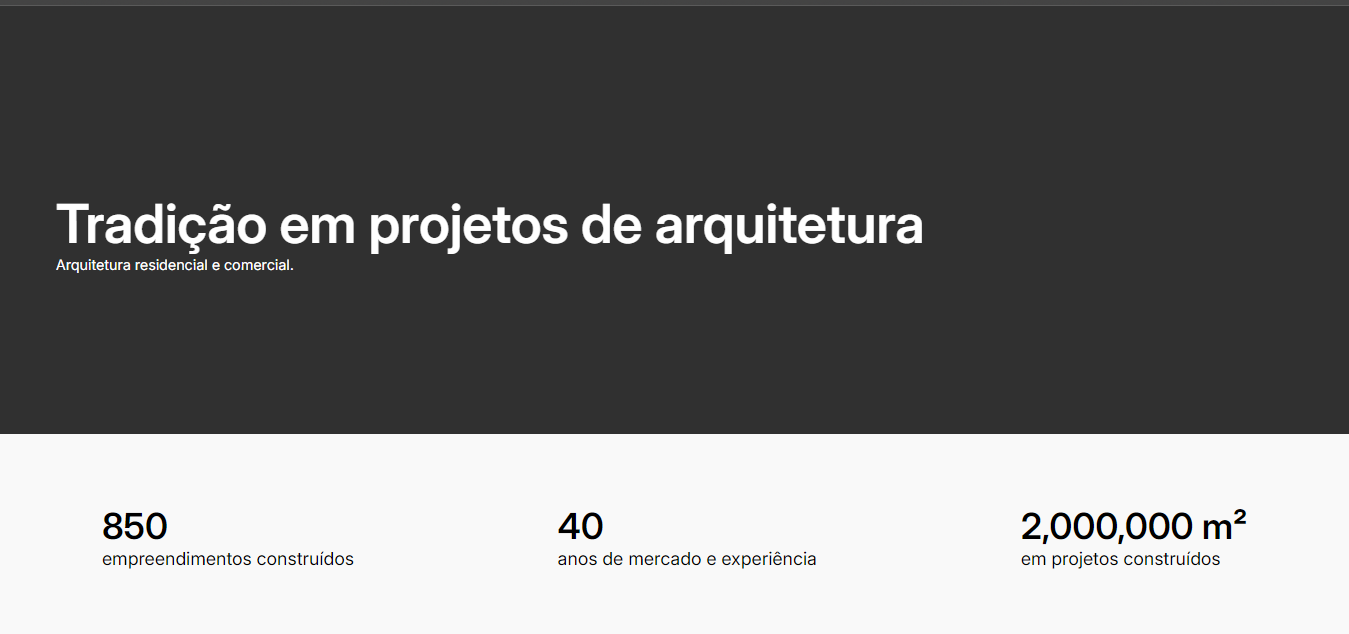 Tradição em projetos de arquitetura
Arquitetura residencial e comercial.
850
empreendimentos construídos
40
anos de mercado e experiência
2,000,000 m²
em projetos construídos